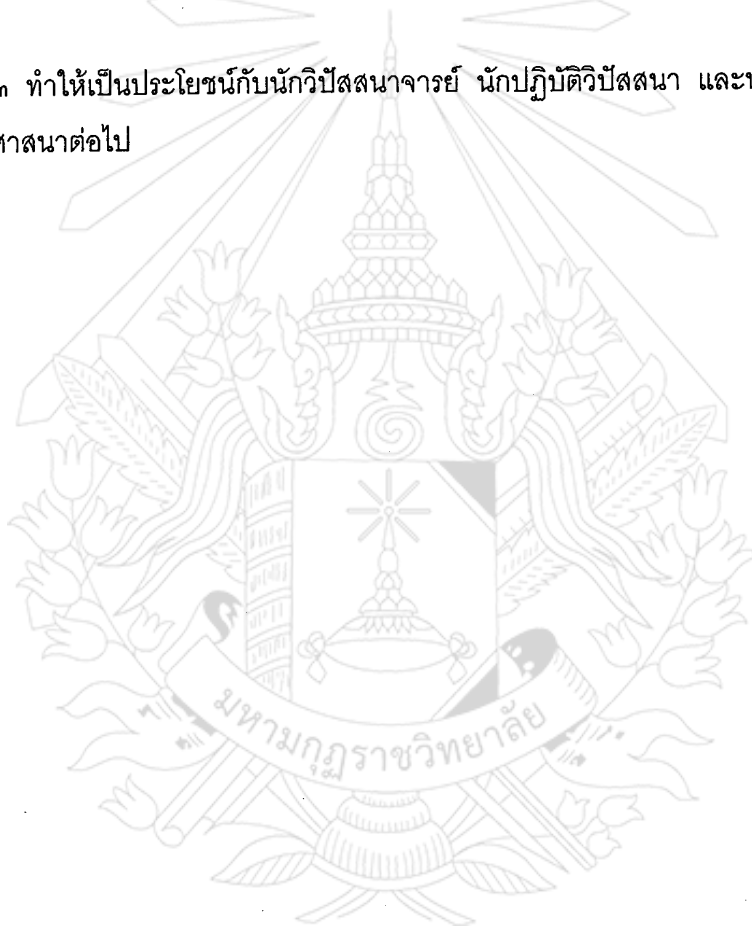 ๓ ทำให้เป็นประโยชน์กับนักวิปัสสนาจารย์ นักปฏิบัติวิปัสสนา และ
ศาสนาต่อไป
มหามกุฏราชวิทยาลัย